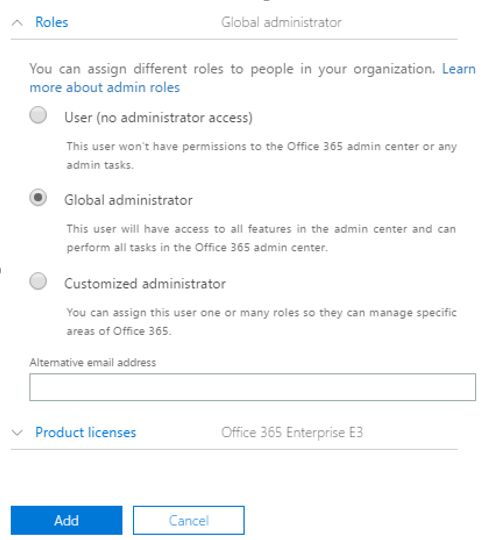 Roles Global administrator
You can assign different roles to people in your organization. Learn
more about admin roles
User (no administrator access)
This user won't have permissions to the Office 365 admin center or any
admin tasks.
Global administrator
This user will have access to all features in the admin center and can
perform all tasks in the Office 365 admin center.
Customized administrator
You can assign this user one or many roles so they can manage specific
areas of Office 365.
Alternative email address
Product licenses Office 365 Enterprise E3
Add Cancel